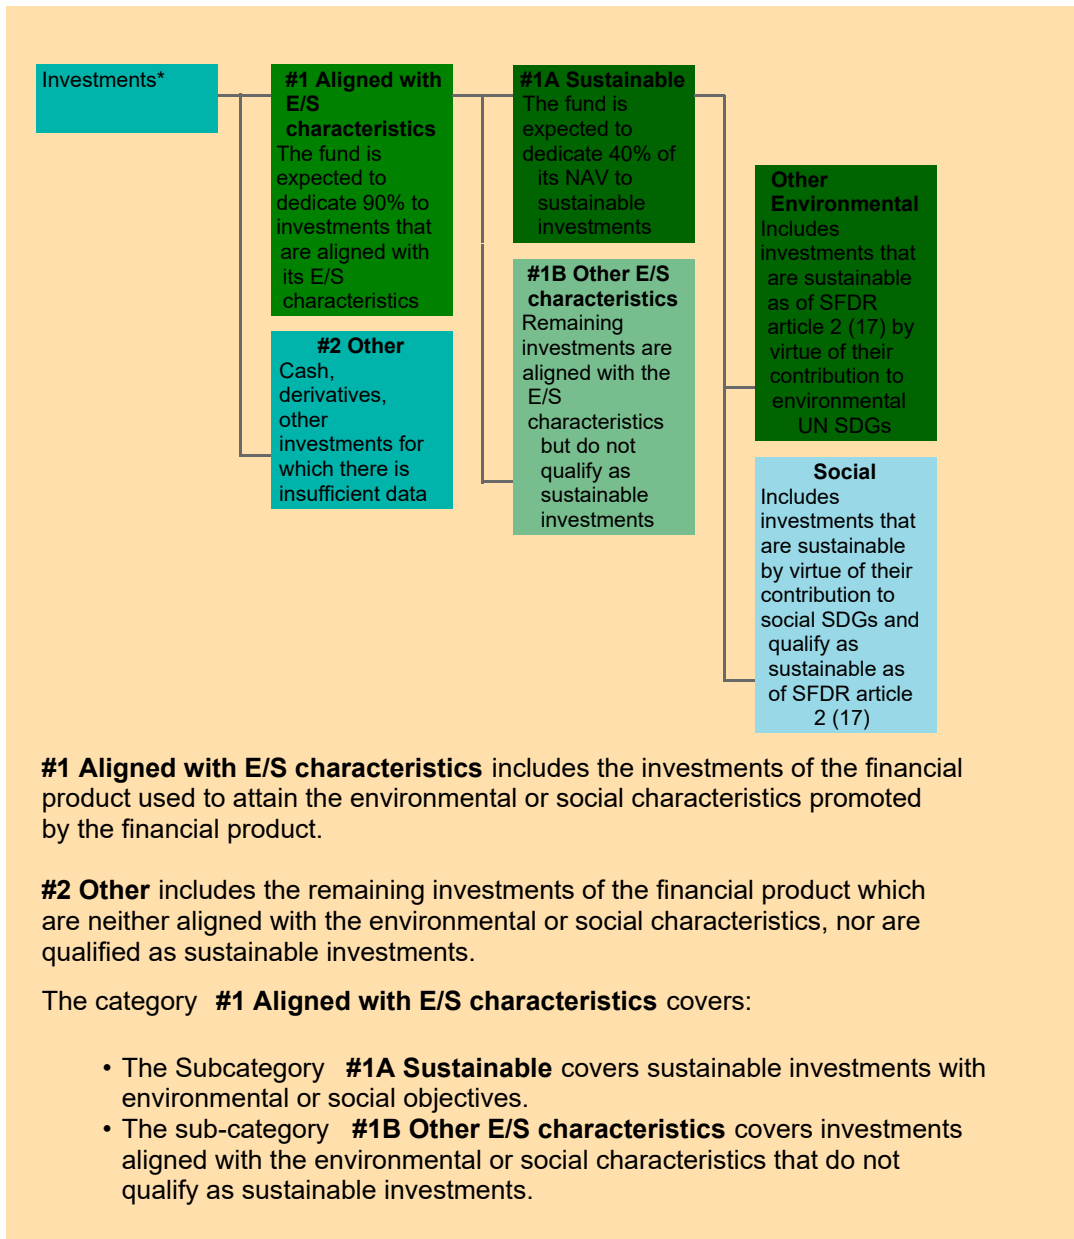 Investments*
#1 Aligned with
E/S
characteristics
The fund is
expected to
dedicate 90% to
investments that
are aligned with
its E/S
characteristics
#2 Other
Cash,
derivatives,
other
investments for
which there is
insufficient data
#1A Sustainable
The fund is
expected to
dedicate 40% of
its NAV to
sustainable
investments
#1B Other E/S
characteristics
Remaining
investments are
aligned with the
E/S
characteristics
but do not
qualify as
sustainable
investments
Other
Environmental
Includes
investments that
are sustainable
as of SFDR
article 2 (17) by
virtue of their
contribution to
environmental
UN SDGs
Social
Includes
investments that
are sustainable
by virtue of their
contribution to
social SDGs and
qualify as
sustainable as
of SFDR article
2 (17)
#1 Aligned with E/S characteristics includes the investments of the financial
product used to attain the environmental or social characteristics promoted
by the financial product.
#2 Other includes the remaining investments of the financial product which
are neither aligned with the environmental or social characteristics, nor are
qualified as sustainable investments.
The category #1 Aligned with E/S characteristics covers:
• The Subcategory #1A Sustainable covers sustainable investments with
environmental or social objectives.
• The sub-category #1B Other E/S characteristics covers investments
aligned with the environmental or social characteristics that do not
qualify as sustainable investments.